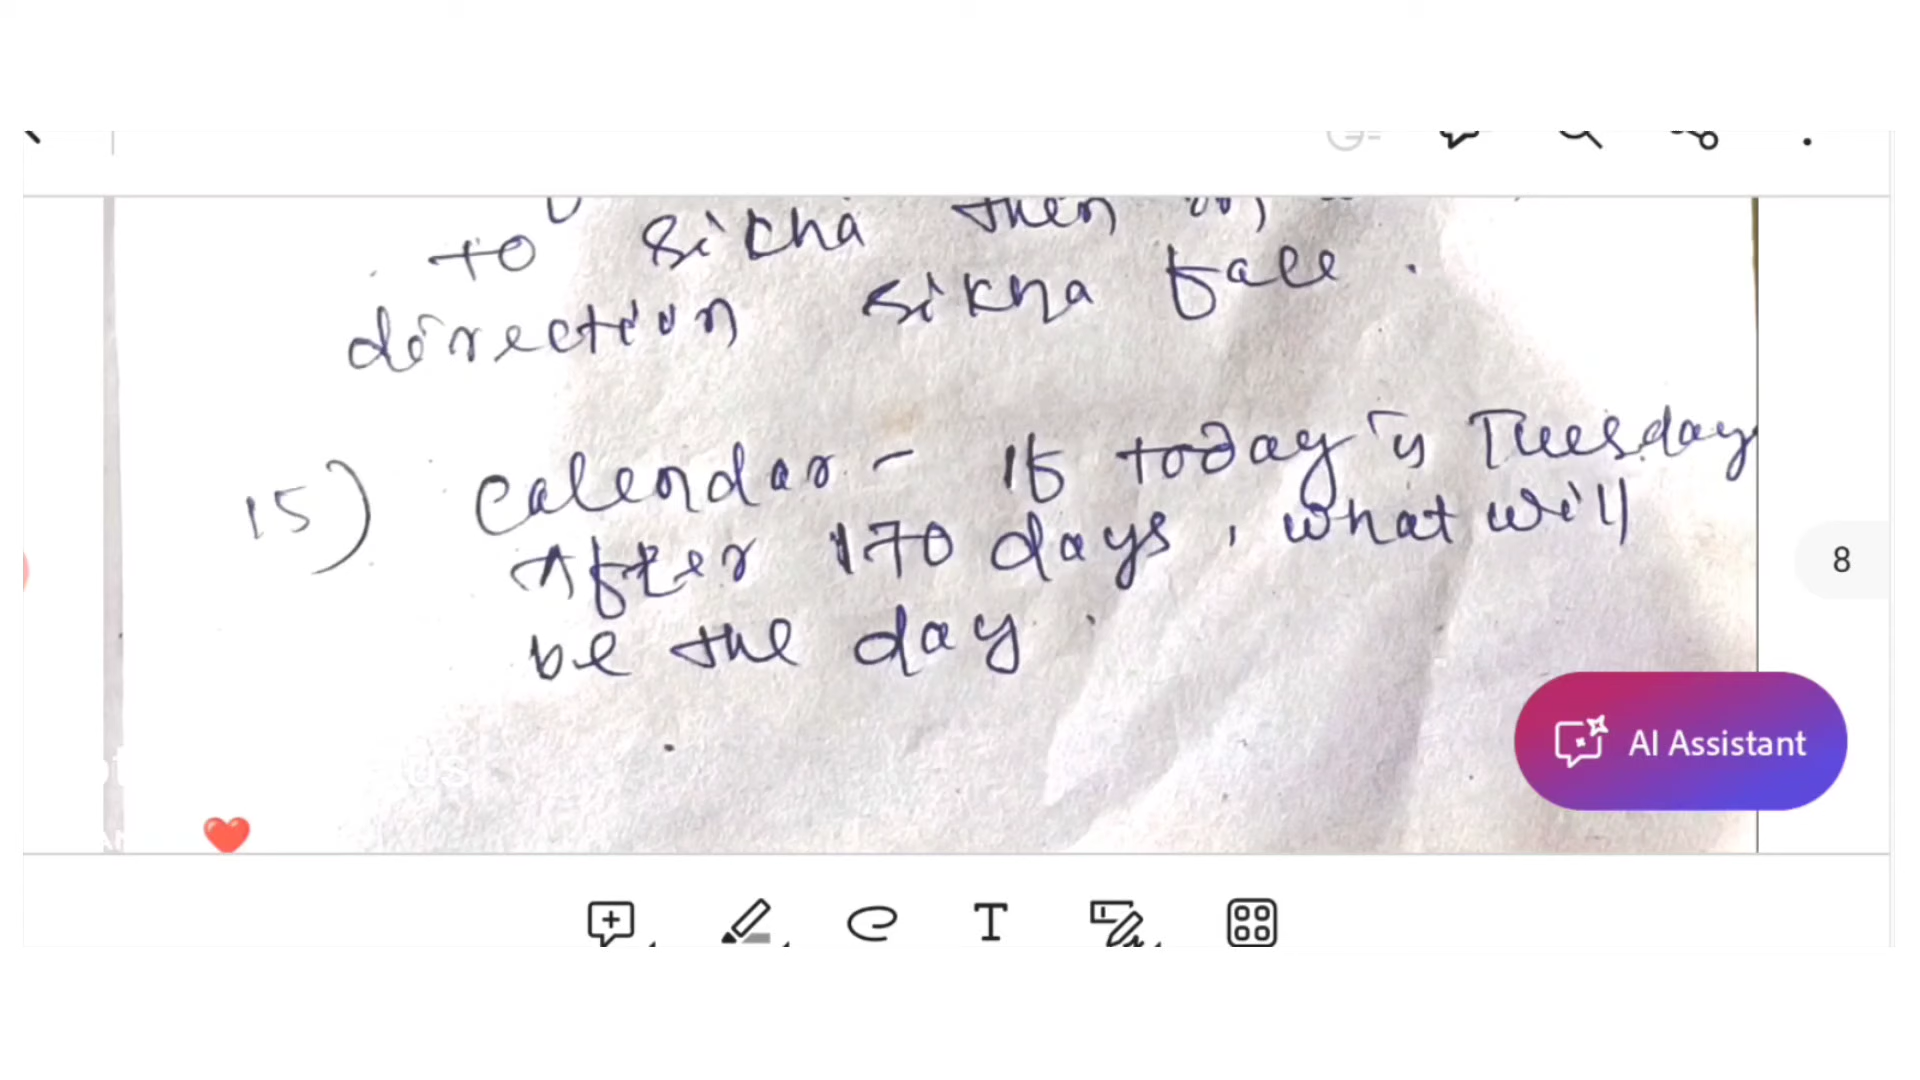 to Sikha then
direction Sikha face.
15) Calendar - If today is Tuesday
After 170 days, what will
be the day.
8
AI Assistant
T